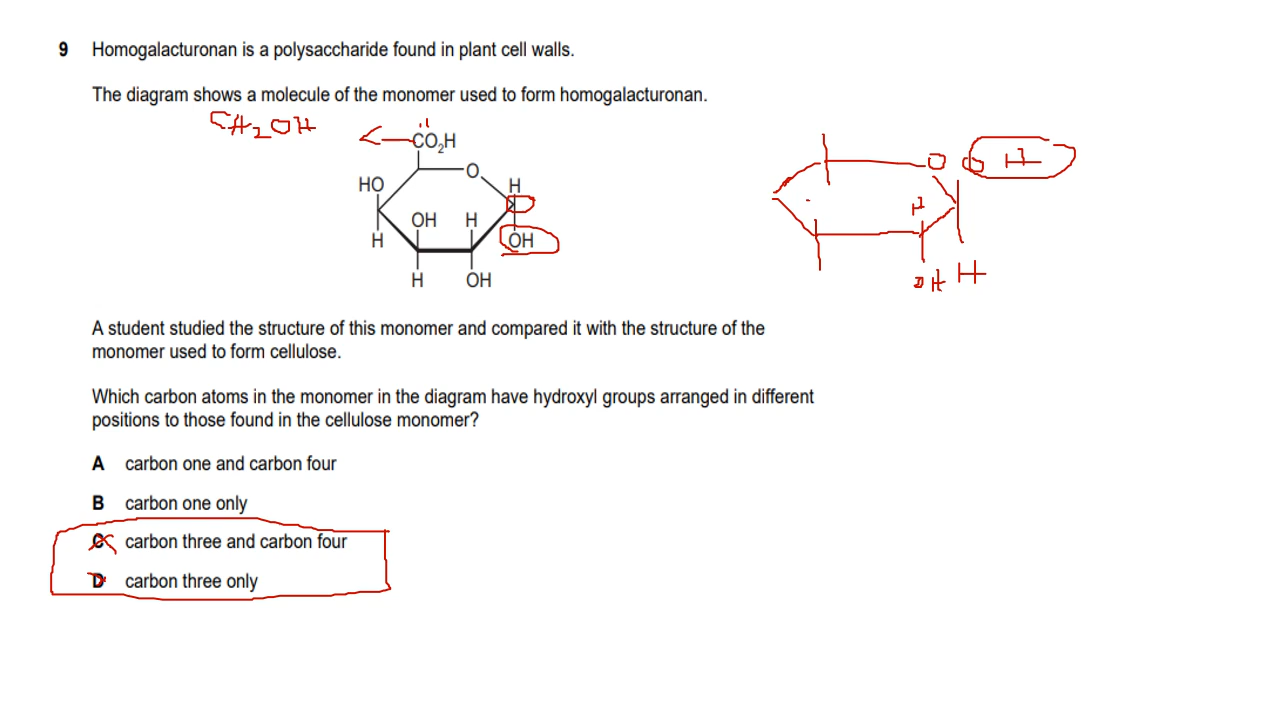 9 Homogalacturonan is a polysaccharide found in plant cell walls.
The diagram shows a molecule of the monomer used to form homogalacturonan.
CH2OH
CO2H
O
HO H
OH H
H OH
H OH
O OH
H
OH H
A student studied the structure of this monomer and compared it with the structure of the
monomer used to form cellulose.
Which carbon atoms in the monomer in the diagram have hydroxyl groups arranged in different
positions to those found in the cellulose monomer?
A carbon one and carbon four
B carbon one only
C carbon three and carbon four
D carbon three only